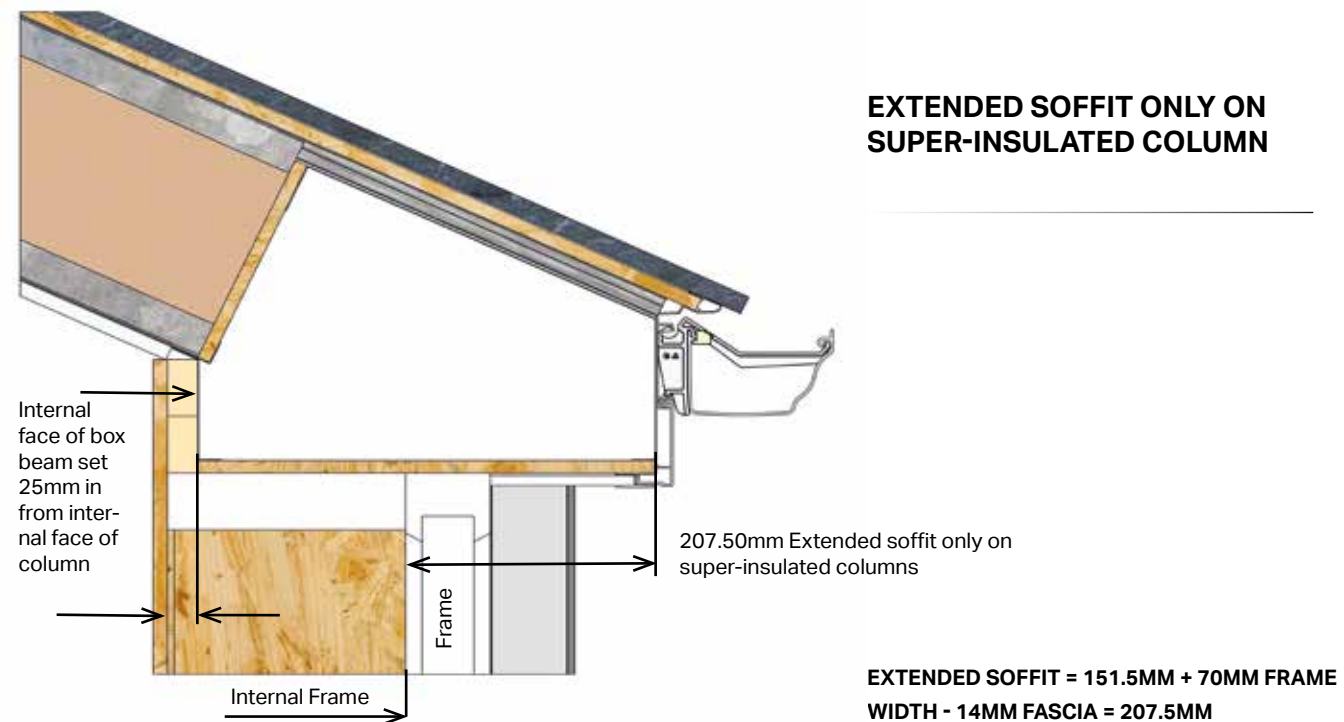 EXTENDED SOFFIT ONLY ON
SUPER-INSULATED COLUMN
Internal
face of box
beam set
25mm in
from inter-
nal face of
column
207.50mm Extended soffit only on
super-insulated columns
Frame
Internal Frame
EXTENDED SOFFIT = 151.5MM + 70MM FRAME
WIDTH - 14MM FASCIA = 207.5MM